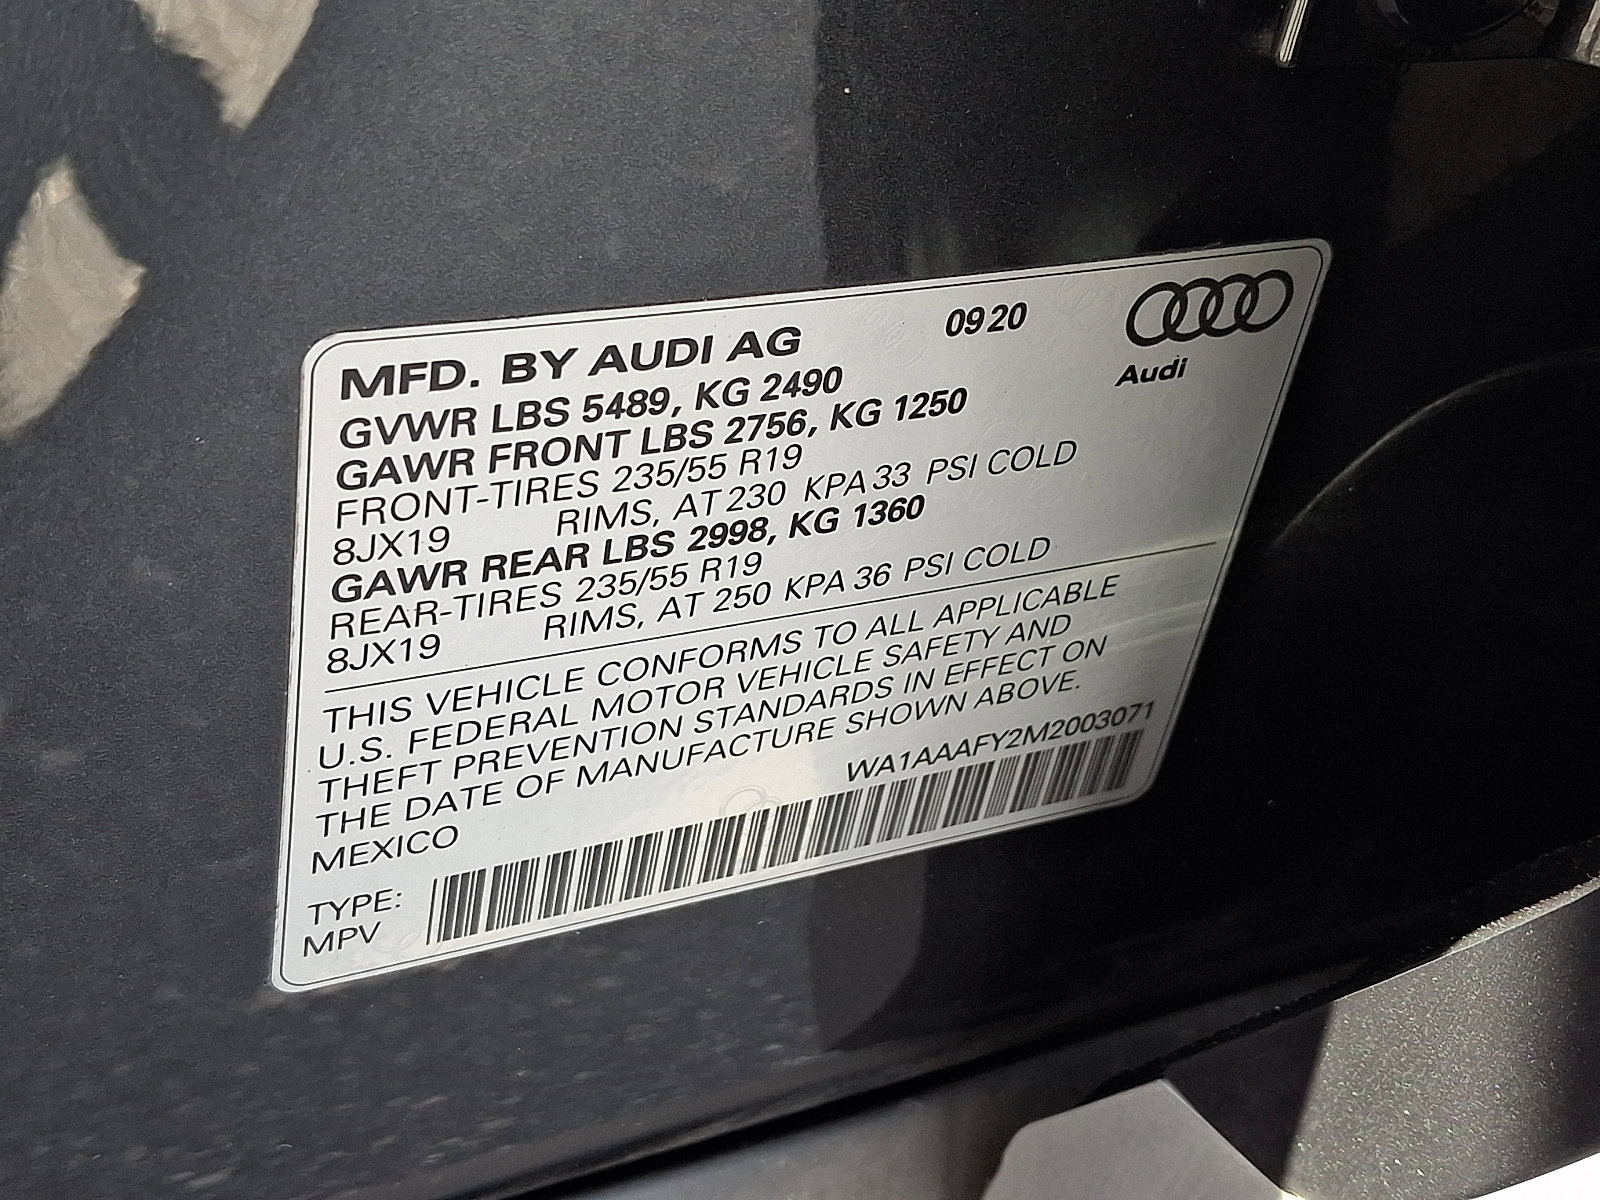 MFD. BY AUDI AG 09 20
Audi
GVWR LBS 5489, KG 2490
GAWR FRONT LBS 2756, KG 1250
FRONT-TIRES 235/55 R19
8JX19 RIMS, AT 230 KPA 33 PSI COLD
GAWR REAR LBS 2998, KG 1360
REAR-TIRES 235/55 R19
8JX19 RIMS, AT 250 KPA 36 PSI COLD
THIS VEHICLE CONFORMS TO ALL APPLICABLE
U.S. FEDERAL MOTOR VEHICLE SAFETY AND
THEFT PREVENTION STANDARDS IN EFFECT ON
THE DATE OF MANUFACTURE SHOWN ABOVE.
MEXICO WA1AAAFY2M2003071
TYPE:
MPV